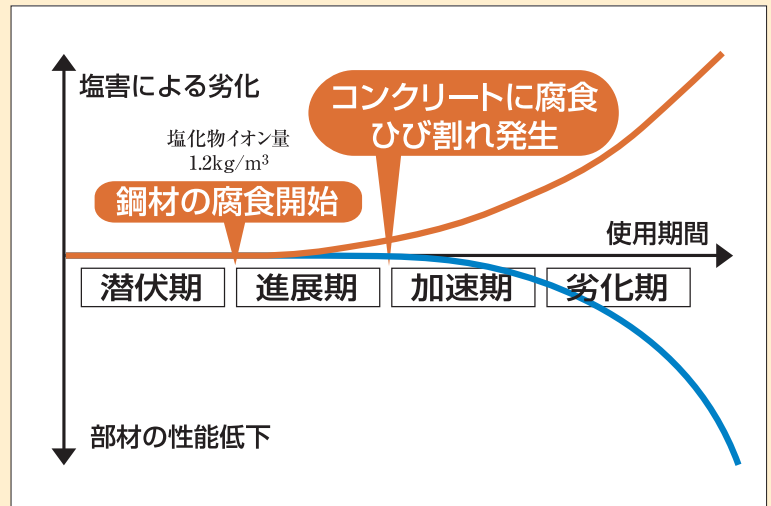 塩害による劣化
コンクリートに腐食
ひび割れ発生
塩化物イオン量
1.2kg/m³
鋼材の腐食開始
使用期間
潜伏期
進展期
加速期
劣化期
部材の性能低下